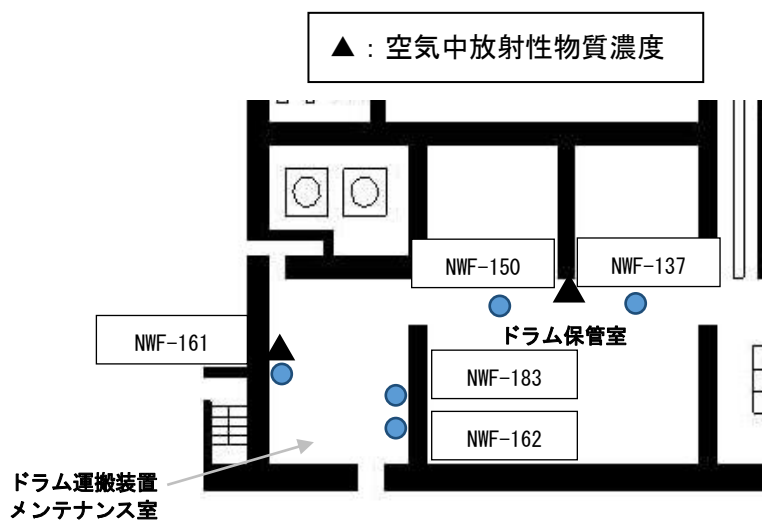 ▲：空気中放射性物質濃度
NWF-150
NWF-137
ドラム保管室
NWF-161
NWF-183
NWF-162
ドラム運搬装置
メンテナンス室